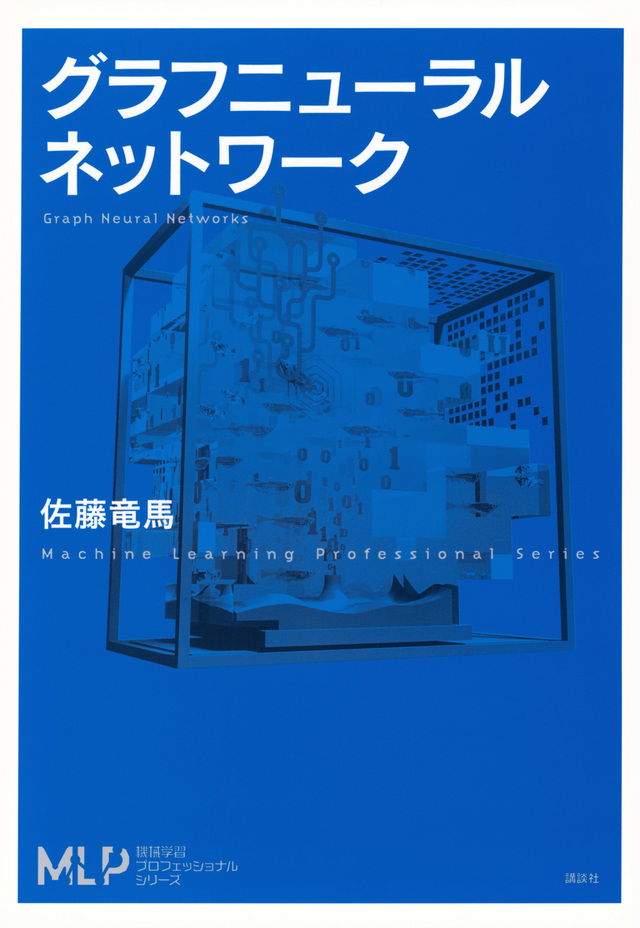 グラフニューラル
ネットワーク
Graph Neural Networks
佐藤竜馬
Machine Learning Professional Series
MLP
機械学習
プロフェッショナル
シリーズ
講談社